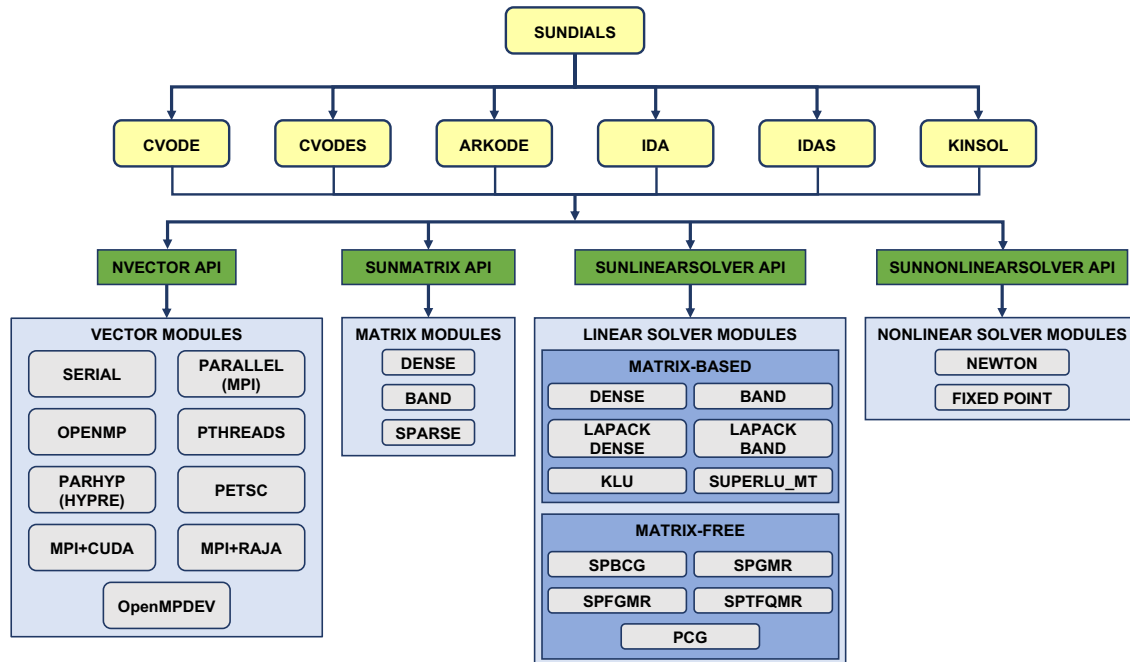 SUNDIALS
CVODE
CVODES
ARKODE
IDA
IDAS
KINSOL
NVECTOR API
SUNMATRIX API
SUNLINEARSOLVER API
SUNNONLINEARSOLVER API
VECTOR MODULES
SERIAL
PARALLEL
(MPI)
OPENMP
PTHREADS
PARHYP
(HYPRE)
PETSC
MPI+CUDA
MPI+RAJA
OpenMPDEV
MATRIX MODULES
DENSE
BAND
SPARSE
LINEAR SOLVER MODULES
MATRIX-BASED
DENSE
BAND
LAPACK
DENSE
LAPACK
BAND
KLU
SUPERLU_MT
MATRIX-FREE
SPBCG
SPGMR
SPFGMR
SPTFQMR
PCG
NONLINEAR SOLVER MODULES
NEWTON
FIXED POINT